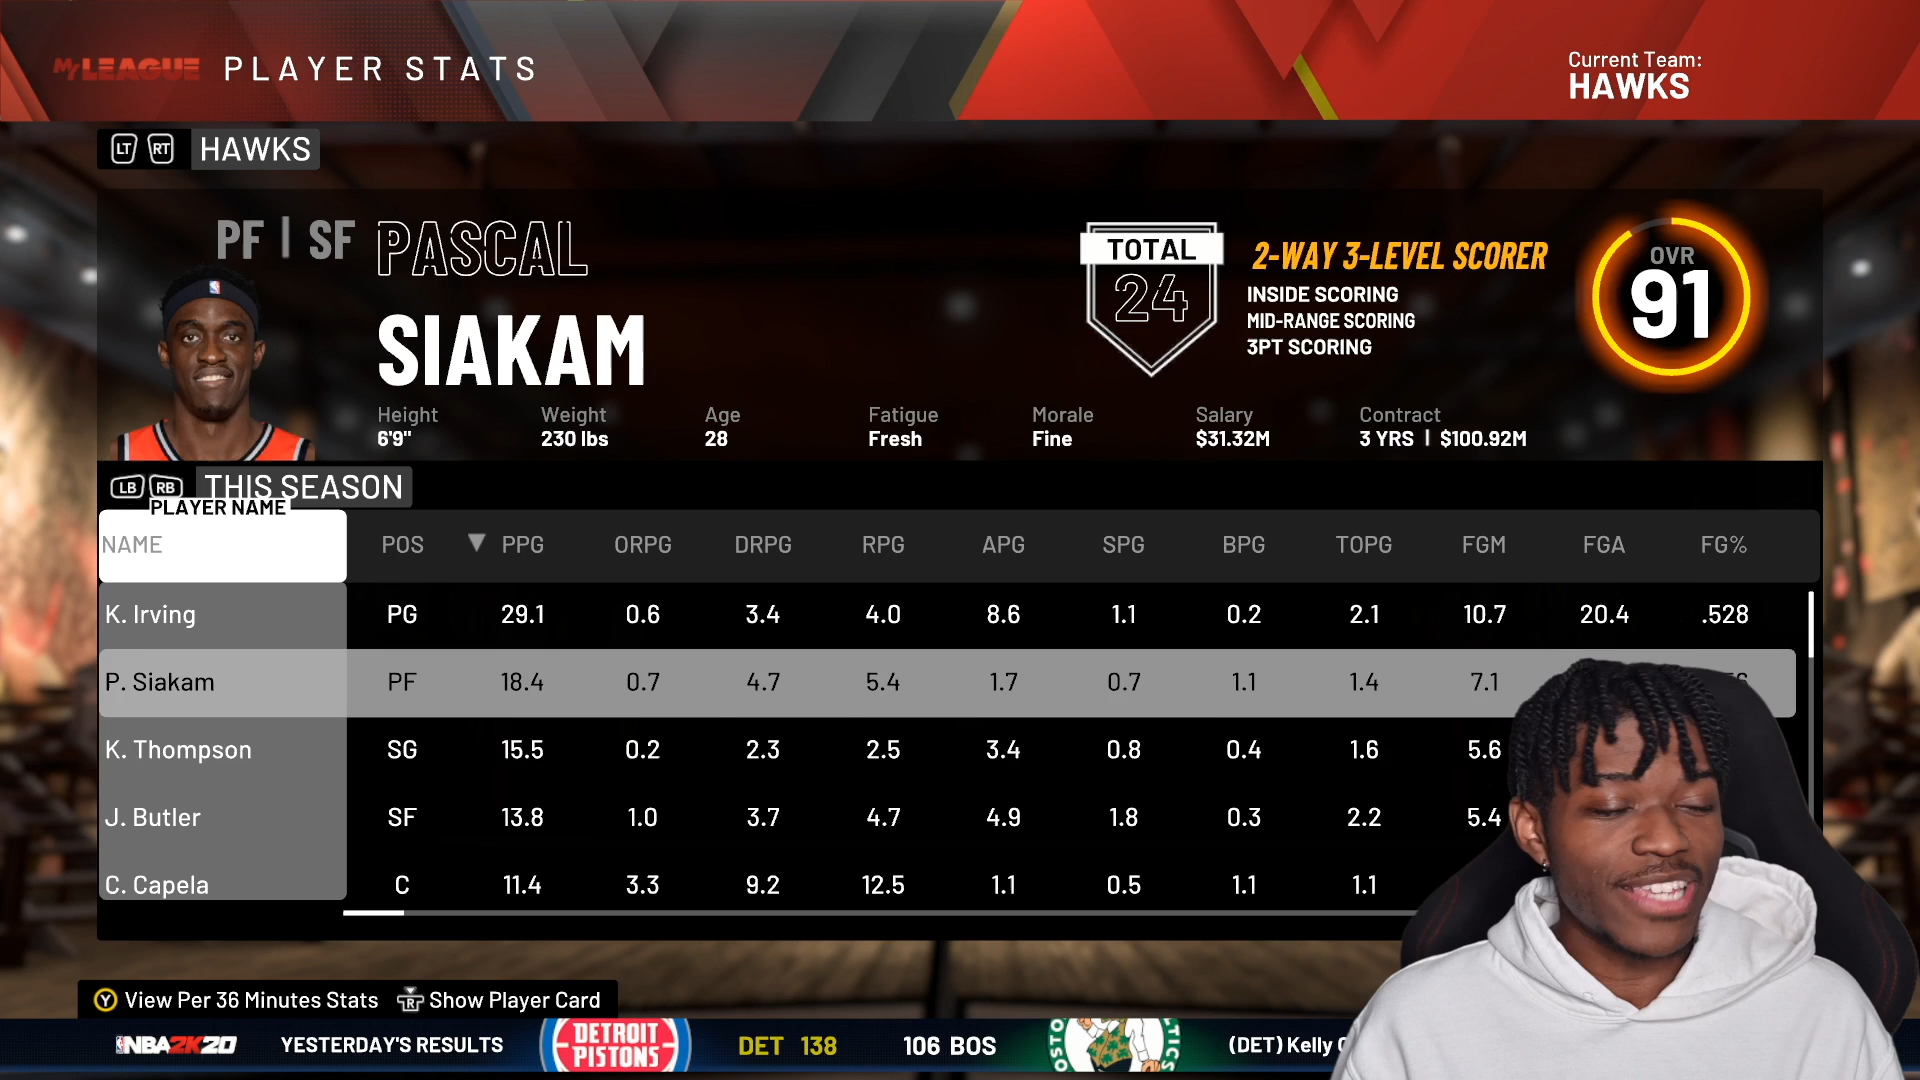 MyLEAGUE PLAYER STATS
Current Team:
HAWKS
LT RT HAWKS
PF | SF PASCAL
SIAKAM
TOTAL
24
2-WAY 3-LEVEL SCORER
INSIDE SCORING
MID-RANGE SCORING
3PT SCORING
OVR
91
Height Weight Age Fatigue Morale Salary Contract
6'9" 230 lbs 28 Fresh Fine $31.32M 3 YRS | $100.92M
LB RB THIS SEASON
PLAYER NAME
NAME POS PPG ORPG DRPG RPG APG SPG BPG TOPG FGM FGA FG%
K. Irving PG 29.1 0.6 3.4 4.0 8.6 1.1 0.2 2.1 10.7 20.4 .528
P. Siakam PF 18.4 0.7 4.7 5.4 1.7 0.7 1.1 1.4 7.1
K. Thompson SG 15.5 0.2 2.3 2.5 3.4 0.8 0.4 1.6 5.6
J. Butler SF 13.8 1.0 3.7 4.7 4.9 1.8 0.3 2.2 5.4
C. Capela C 11.4 3.3 9.2 12.5 1.1 0.5 1.1 1.1
Y View Per 36 Minutes Stats R Show Player Card
NBA2K20 YESTERDAY'S RESULTS DETROIT PISTONS DET 138 106 BOS (DET) Kelly